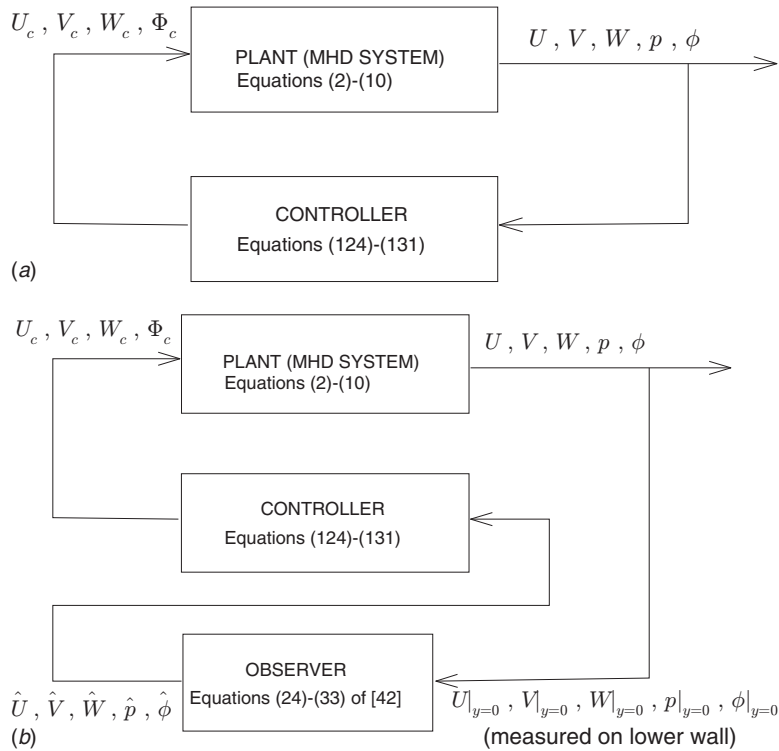 U_c , V_c , W_c , Φ_c
PLANT (MHD SYSTEM)
Equations (2)-(10)
U , V , W , p , ϕ
CONTROLLER
Equations (124)-(131)
(a)
U_c , V_c , W_c , Φ_c
PLANT (MHD SYSTEM)
Equations (2)-(10)
U , V , W , p , ϕ
CONTROLLER
Equations (124)-(131)
OBSERVER
Equations (24)-(33) of [42]
Û , V̂ , Ŵ , p̂ , ϕ̂
U|_{y=0} , V|_{y=0} , W|_{y=0} , p|_{y=0} , ϕ|_{y=0}
(b)
(measured on lower wall)